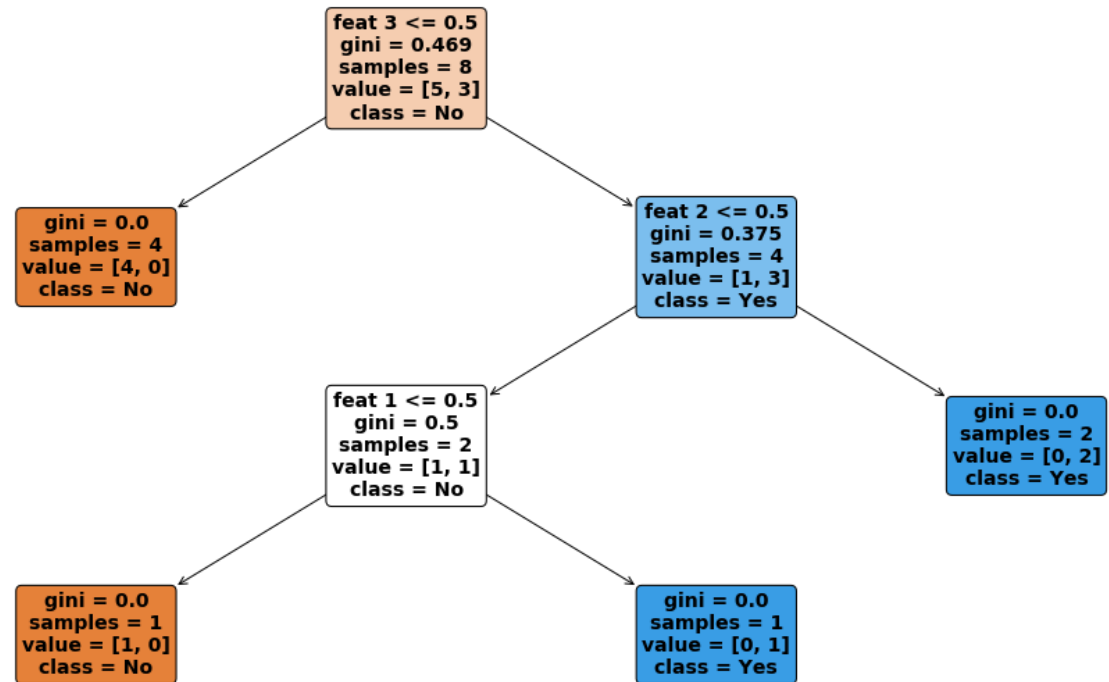 feat 3 <= 0.5
gini = 0.469
samples = 8
value = [5, 3]
class = No
gini = 0.0
samples = 4
value = [4, 0]
class = No
feat 2 <= 0.5
gini = 0.375
samples = 4
value = [1, 3]
class = Yes
feat 1 <= 0.5
gini = 0.5
samples = 2
value = [1, 1]
class = No
gini = 0.0
samples = 2
value = [0, 2]
class = Yes
gini = 0.0
samples = 1
value = [1, 0]
class = No
gini = 0.0
samples = 1
value = [0, 1]
class = Yes